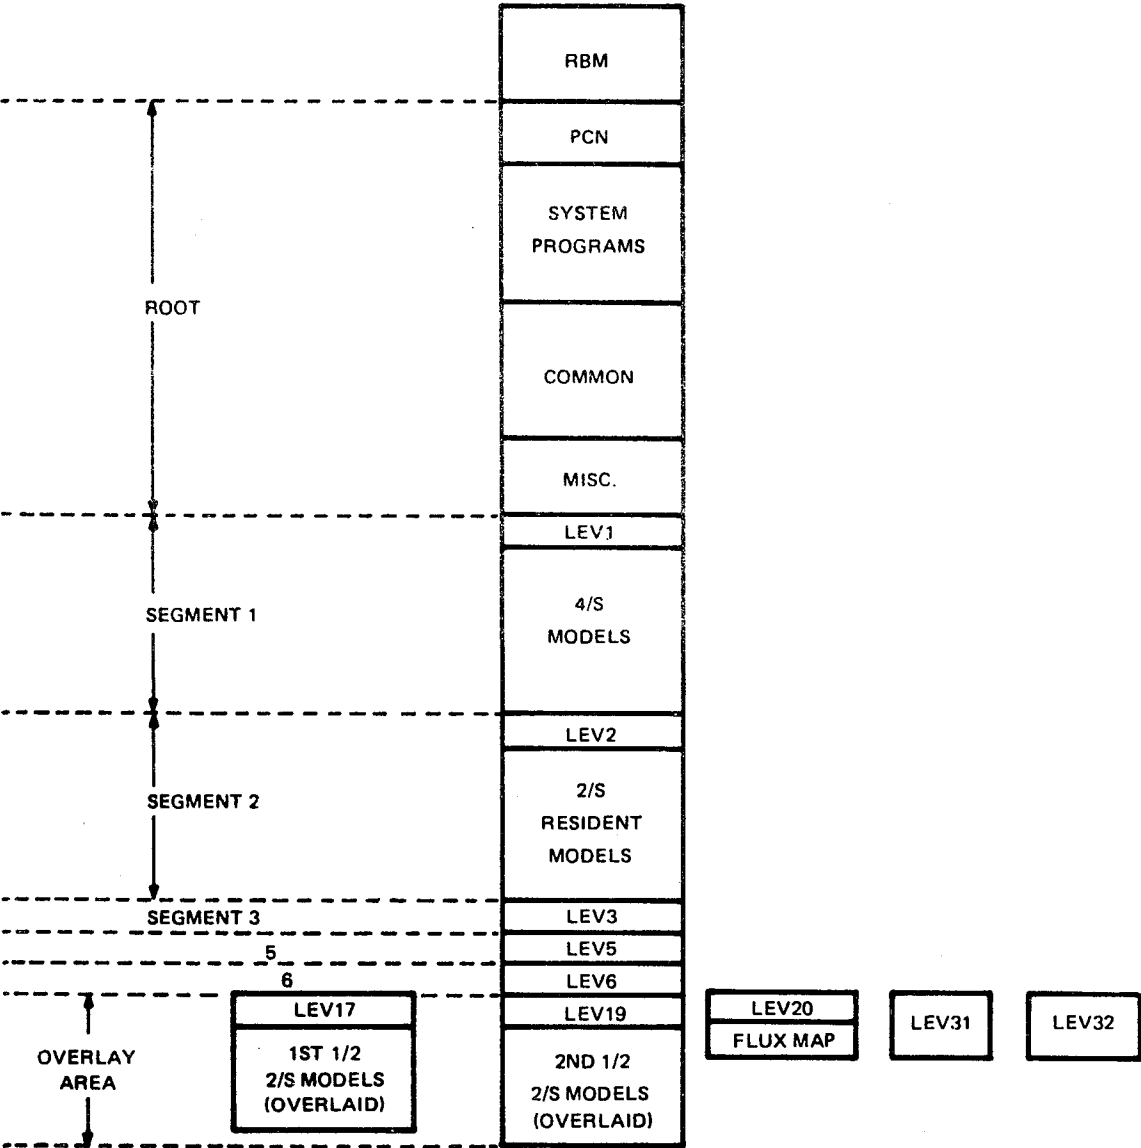 RBM
PCN
SYSTEM
PROGRAMS
ROOT
COMMON
MISC.
LEV1
SEGMENT 1
4/S
MODELS
LEV2
SEGMENT 2
2/S
RESIDENT
MODELS
SEGMENT 3
LEV3
5
LEV5
6
LEV6
OVERLAY
AREA
LEV17
1ST 1/2
2/S MODELS
(OVERLAID)
LEV19
2ND 1/2
2/S MODELS
(OVERLAID)
LEV20
FLUX MAP
LEV31
LEV32